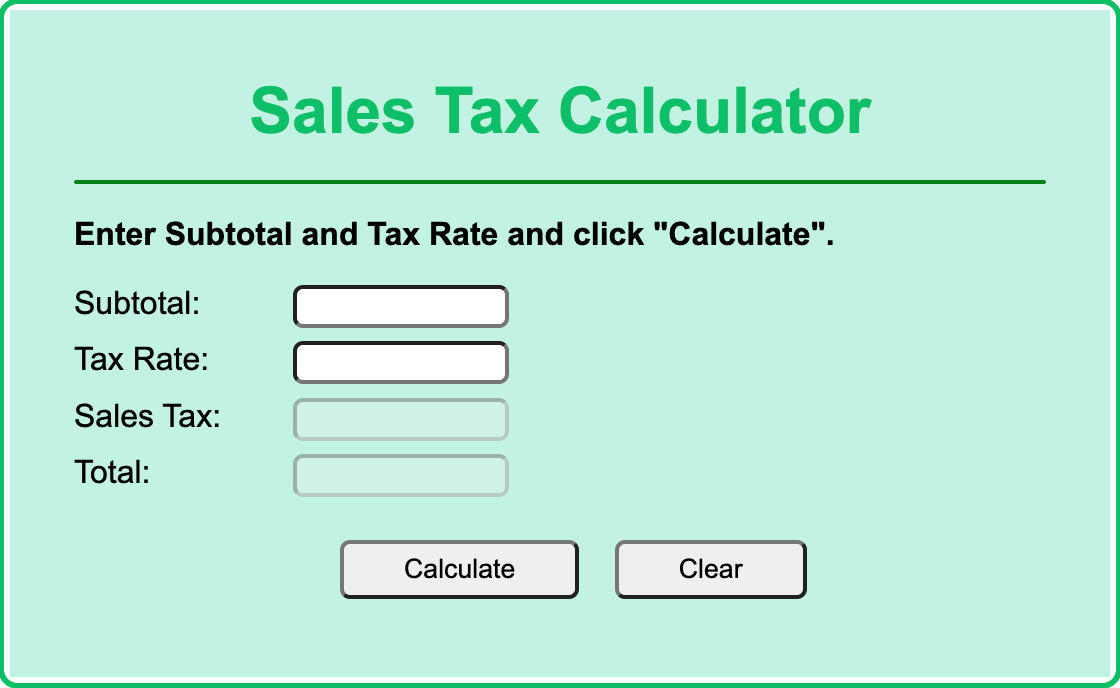 Sales Tax Calculator
Enter Subtotal and Tax Rate and click "Calculate".
Subtotal:
Tax Rate:
Sales Tax:
Total:
Calculate Clear